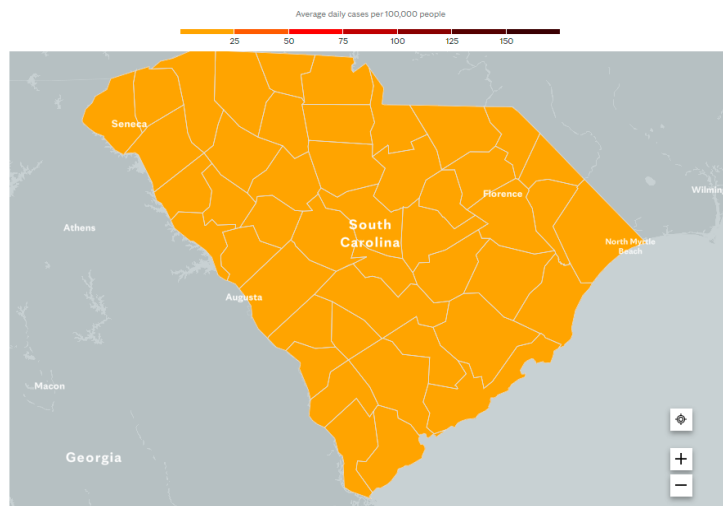 Average daily cases per 100,000 people
25 50 75 100 125 150
Seneca
Florence
Athens
South
Carolina
North Myrtle
Beach
Augusta
Macon
Georgia
+
−